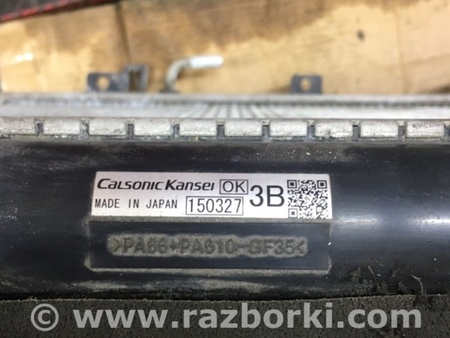 CALSONIC KANSEI OK 3B
MADE IN JAPAN 150327
>PA66+PA610-GF35<
www.razborki.com